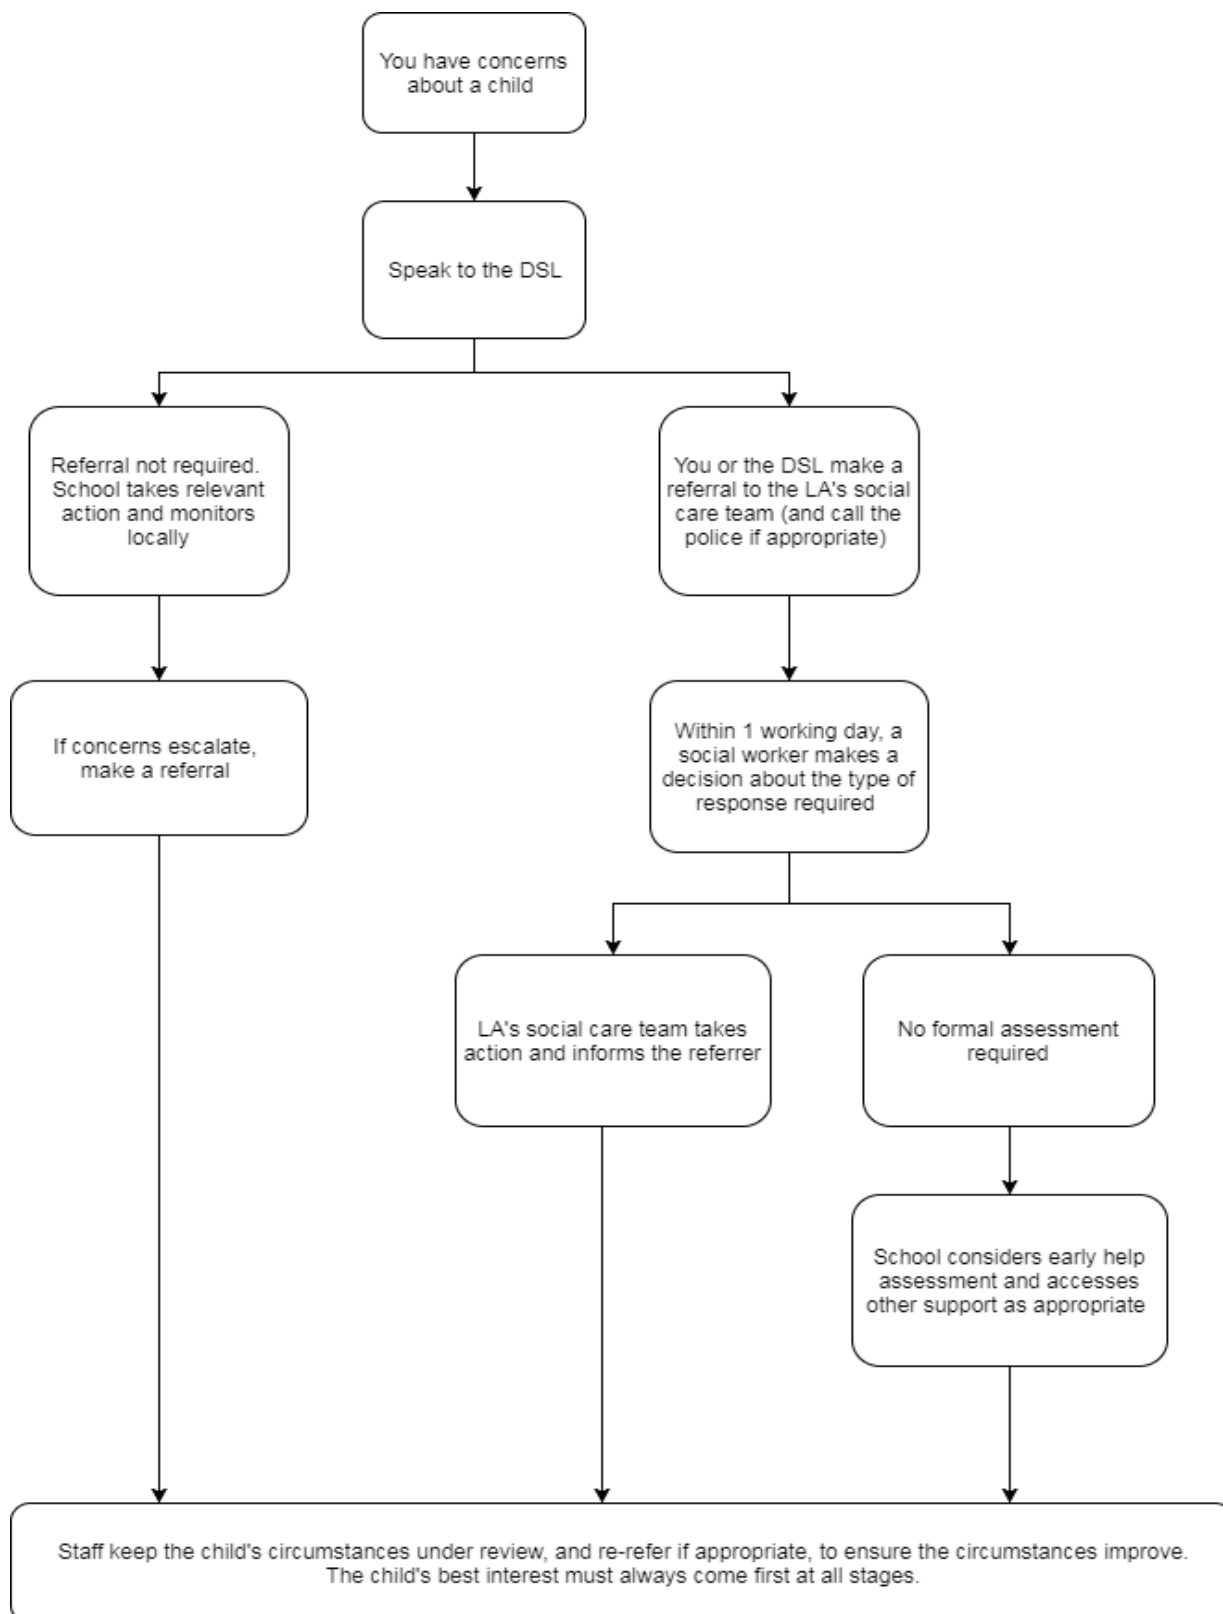 You have concerns
about a child
Speak to the DSL
Referral not required.
School takes relevant
action and monitors
locally
You or the DSL make a
referral to the LA's social
care team (and call the
police if appropriate)
If concerns escalate,
make a referral
Within 1 working day, a
social worker makes a
decision about the type of
response required
LA's social care team takes
action and informs the referrer
No formal assessment
required
School considers early help
assessment and accesses
other support as appropriate
Staff keep the child's circumstances under review, and re-refer if appropriate, to ensure the circumstances improve.
The child's best interest must always come first at all stages.